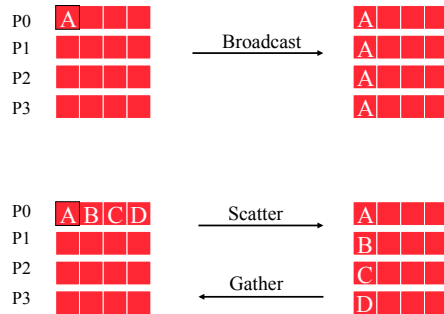 P0 A A
P1 Broadcast A
P2 A
P3 A
P0 A B C D Scatter A
P1 B
P2 Gather C
P3 D